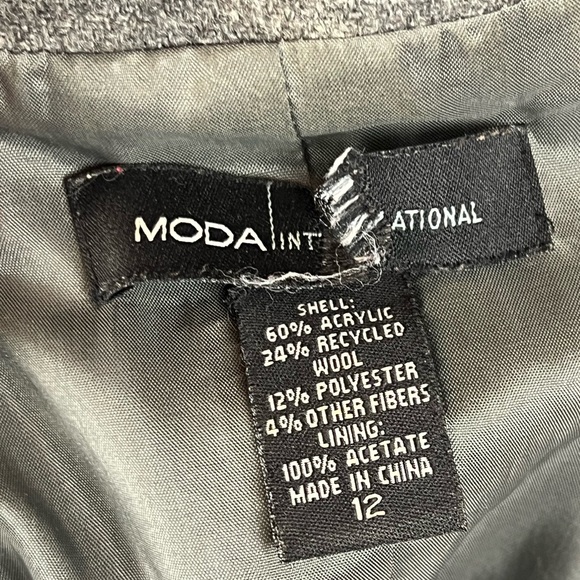 MODA INT ATIONAL
SHELL:
60% ACRYLIC
24% RECYCLED
WOOL
12% POLYESTER
4% OTHER FIBERS
LINING:
100% ACETATE
MADE IN CHINA
12